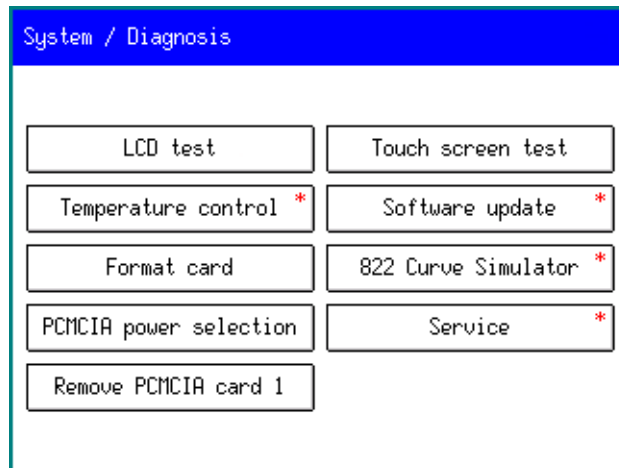 System / Diagnosis
LCD test
Touch screen test
Temperature control *
Software update *
Format card
822 Curve Simulator *
PCMCIA power selection
Service *
Remove PCMCIA card 1